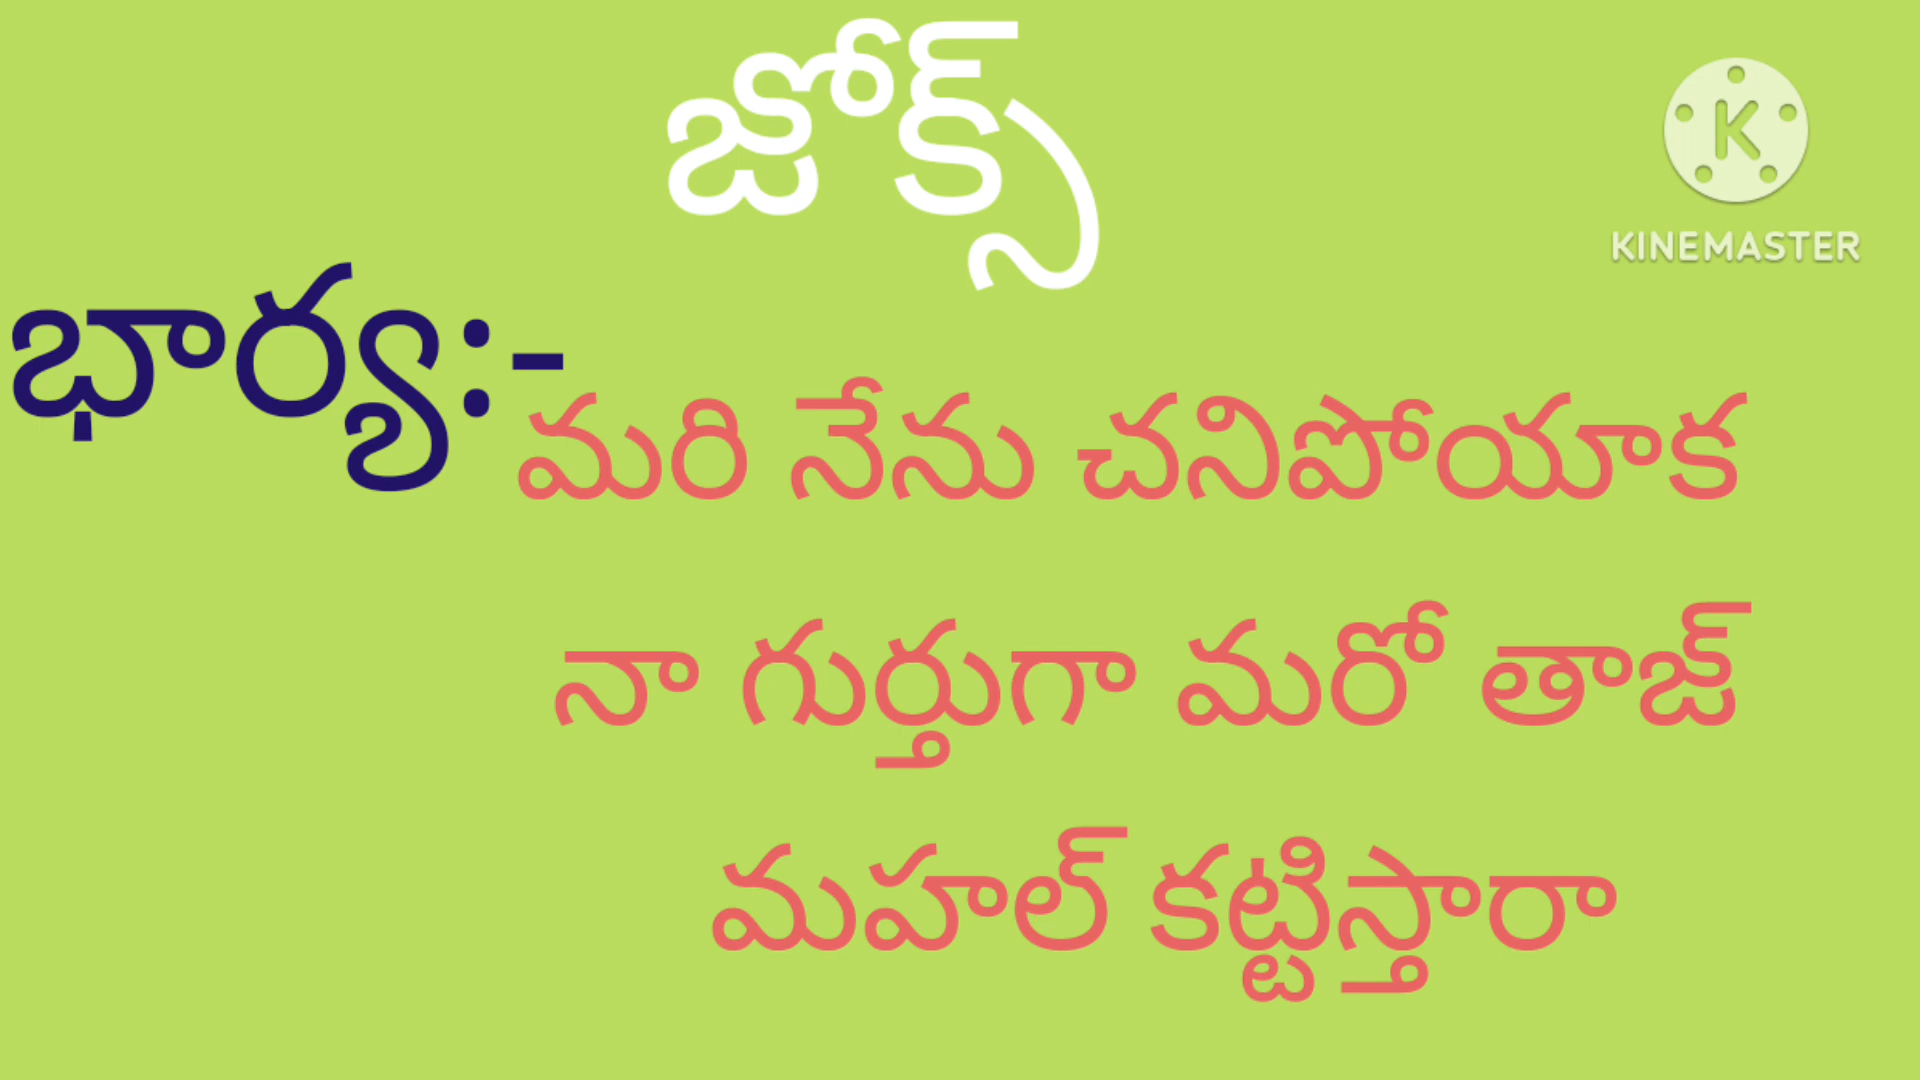 జోక్స్
K
KINEMASTER
భార్య:-
మరి నేను చనిపోయాక
నా గుర్తుగా మరో తాజ్
మహల్ కట్టిస్తారా